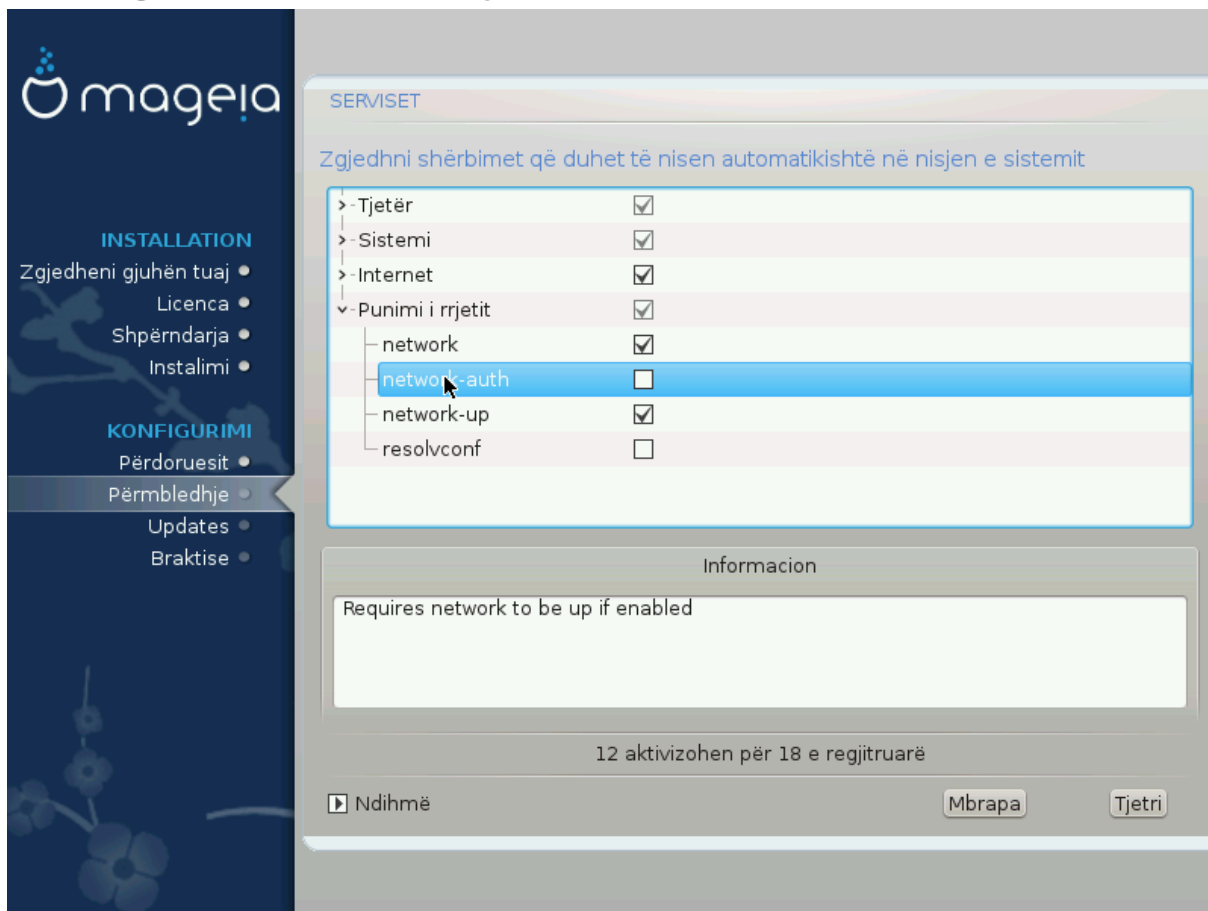 mageia
INSTALLATION
Zgjedheni gjuhën tuaj
Licenca
Shpërndarja
Instalimi
KONFIGURIMI
Përdoruesit
Përmbledhje
Updates
Braktise
SERVISET
Zgjedhni shërbimet që duhet të nisen automatikishtë në nisjen e sistemit
Tjetër
Sistemi
Internet
Punimi i rrjetit
network
network-auth
network-up
resolvconf
Informacion
Requires network to be up if enabled
12 aktivizohen për 18 e regjitruarë
Ndihmë
Mbrapa
Tjetri